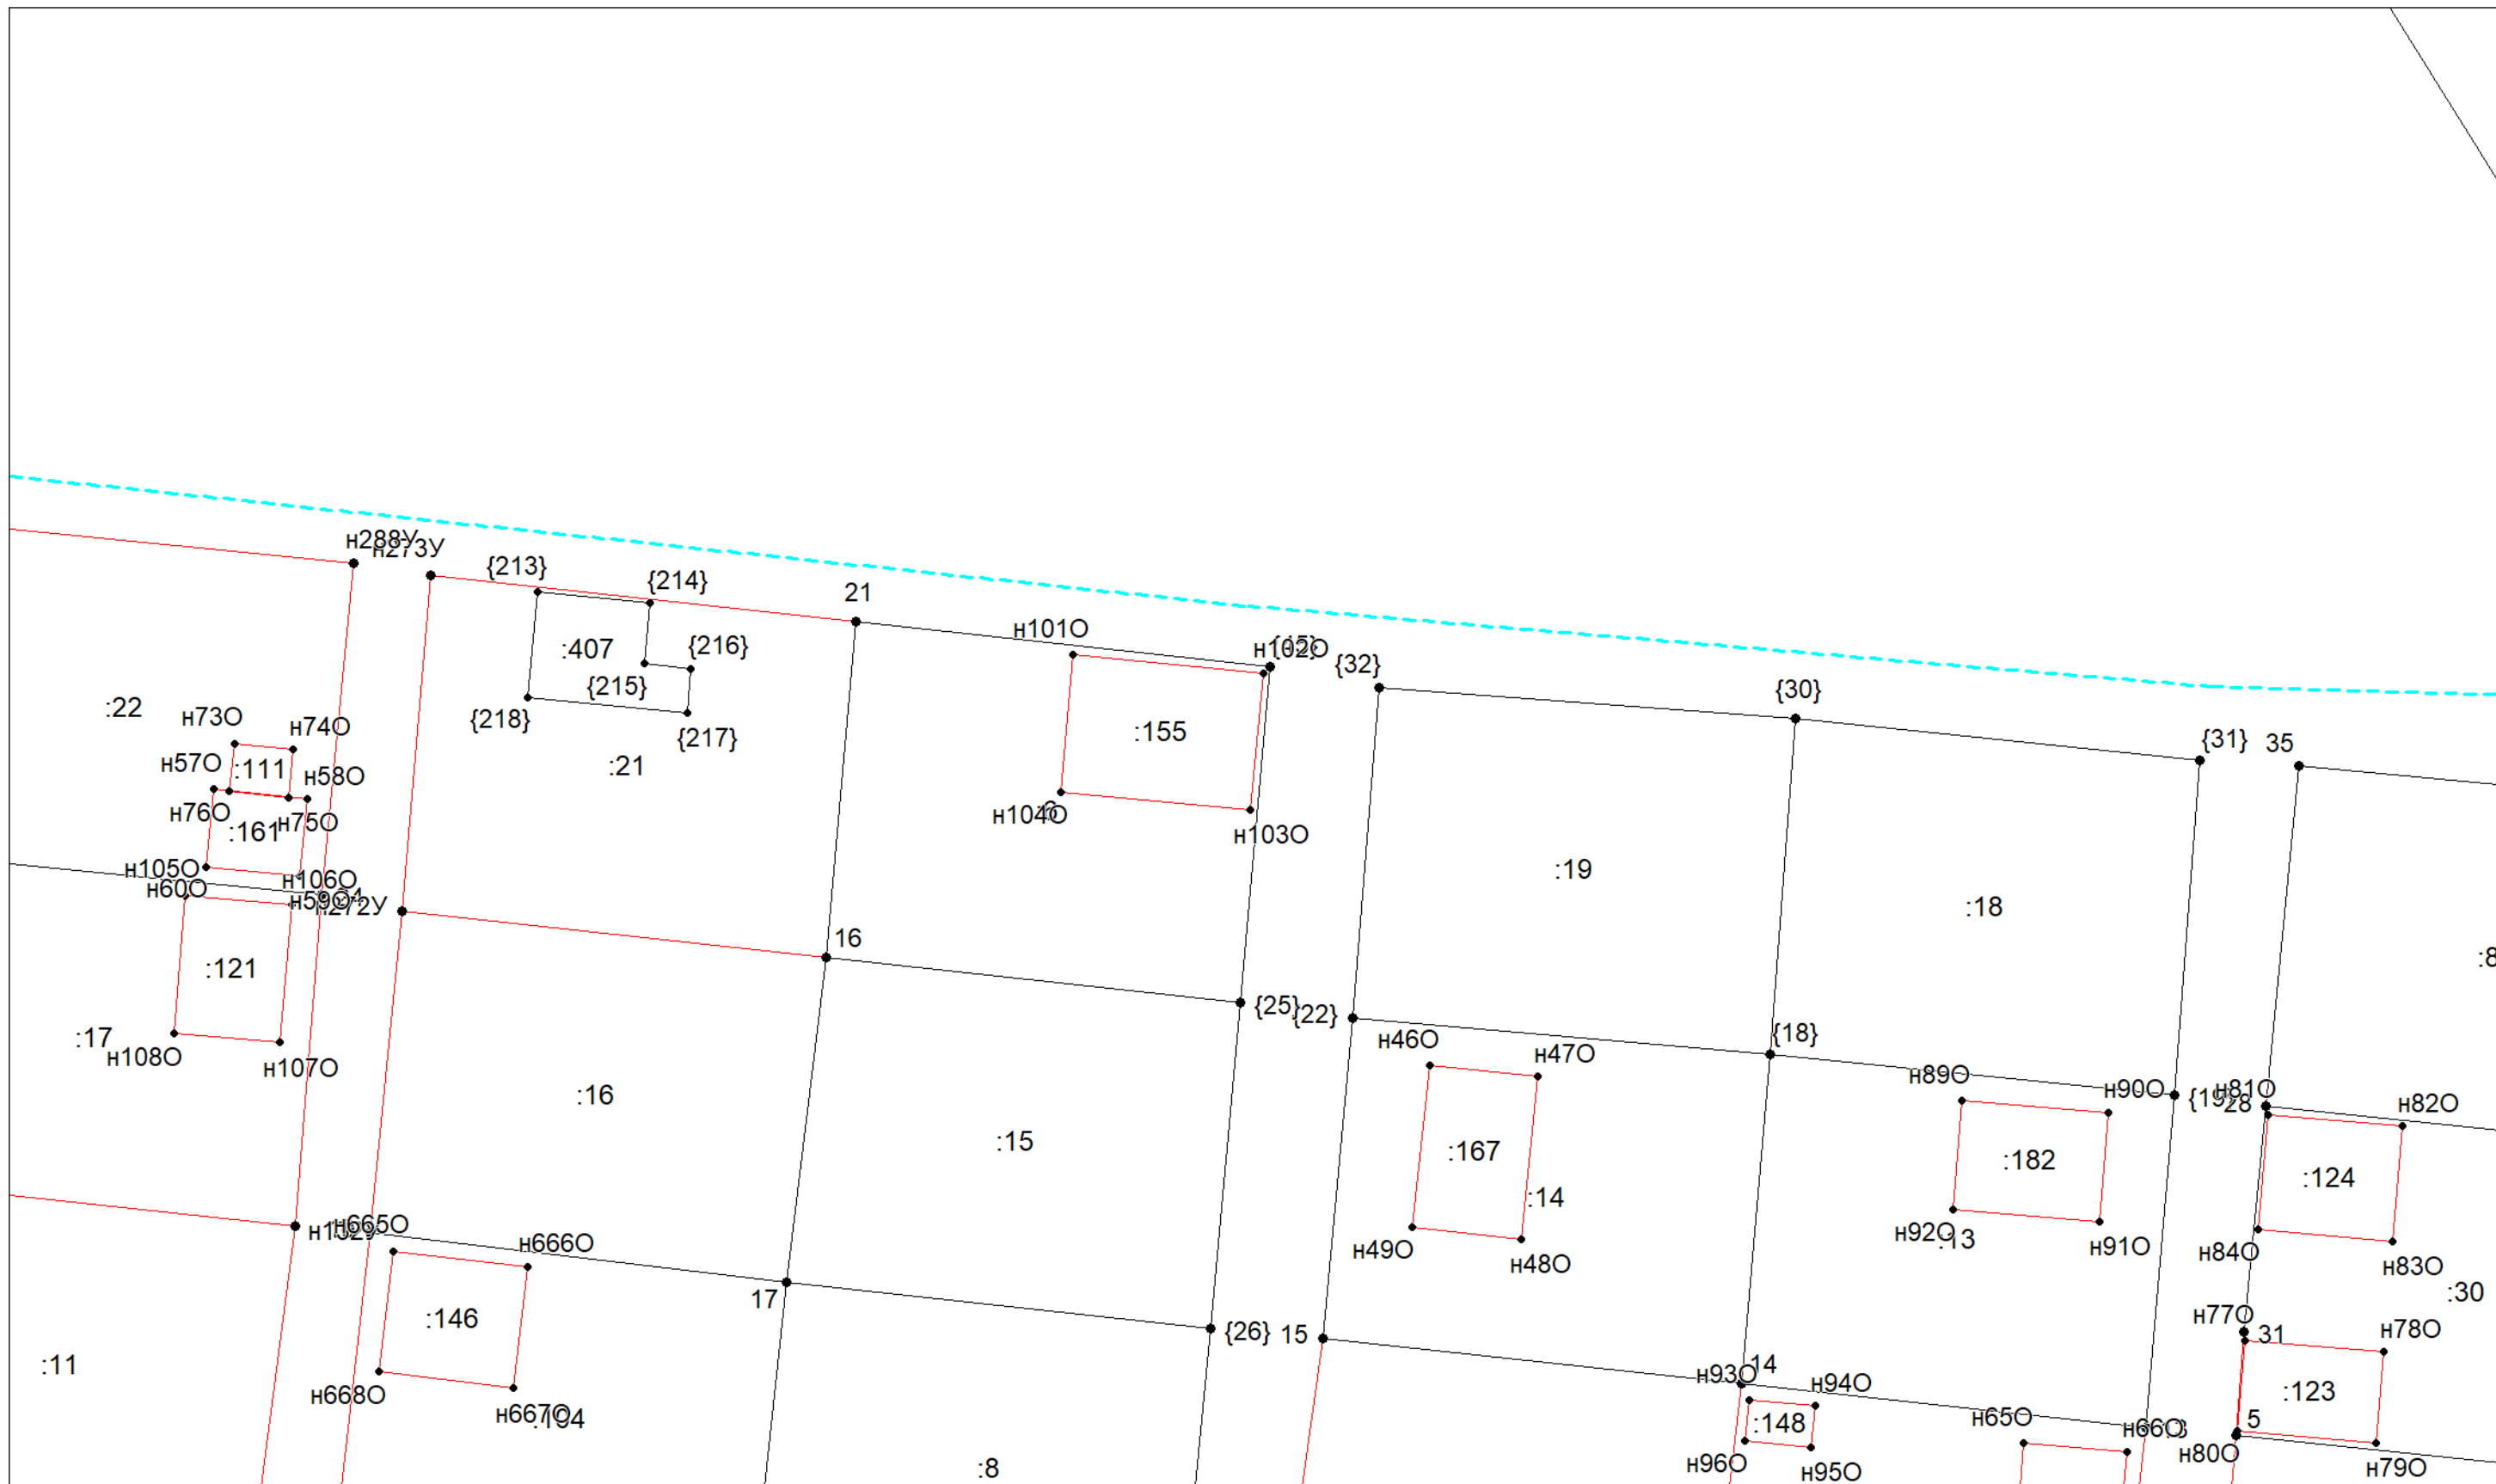 н288У
н273У
{213}
{214}
21
:407
{216}
{215}
{218}
{217}
:21
н101О
н102О
{32}
:155
н104О
н103О
{30}
{31}
35
:22
н73О
н74О
н57О
:111
н58О
н76О
:161
н75О
н105О
н60О
н106О
н59О
н272У
:19
:18
:8
16
:121
:17
н108О
н107О
{25}
{22}
{18}
н46О
н47О
н89О
н90О
28
н81О
н82О
:16
:15
:167
:14
:182
:124
н49О
н48О
н92О
:13
н91О
н84О
н83О
:30
н665О
н666О
17
{26}
15
н77О
31
н78О
:146
:11
н668О
н667О
н93О
14
н94О
:148
:123
н65О
н66О
5
н80О
н79О
н96О
н95О
:8